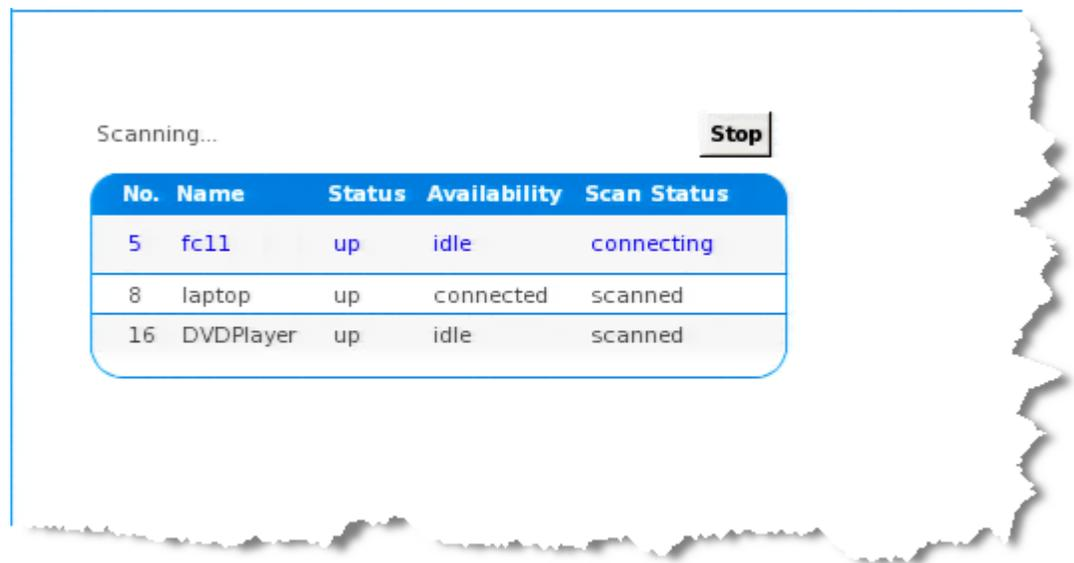 Scanning...
Stop
No. Name Status Availability Scan Status
5 fc11 up idle connecting
8 laptop up connected scanned
16 DVDPlayer up idle scanned